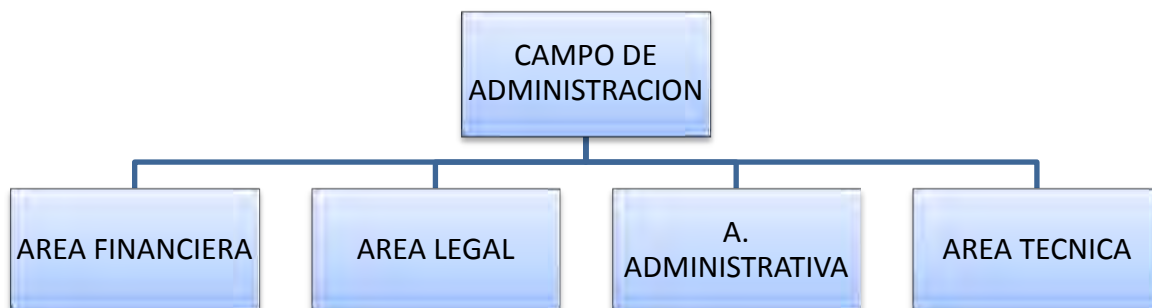 CAMPO DE
ADMINISTRACION
AREA FINANCIERA
AREA LEGAL
A.
ADMINISTRATIVA
AREA TECNICA